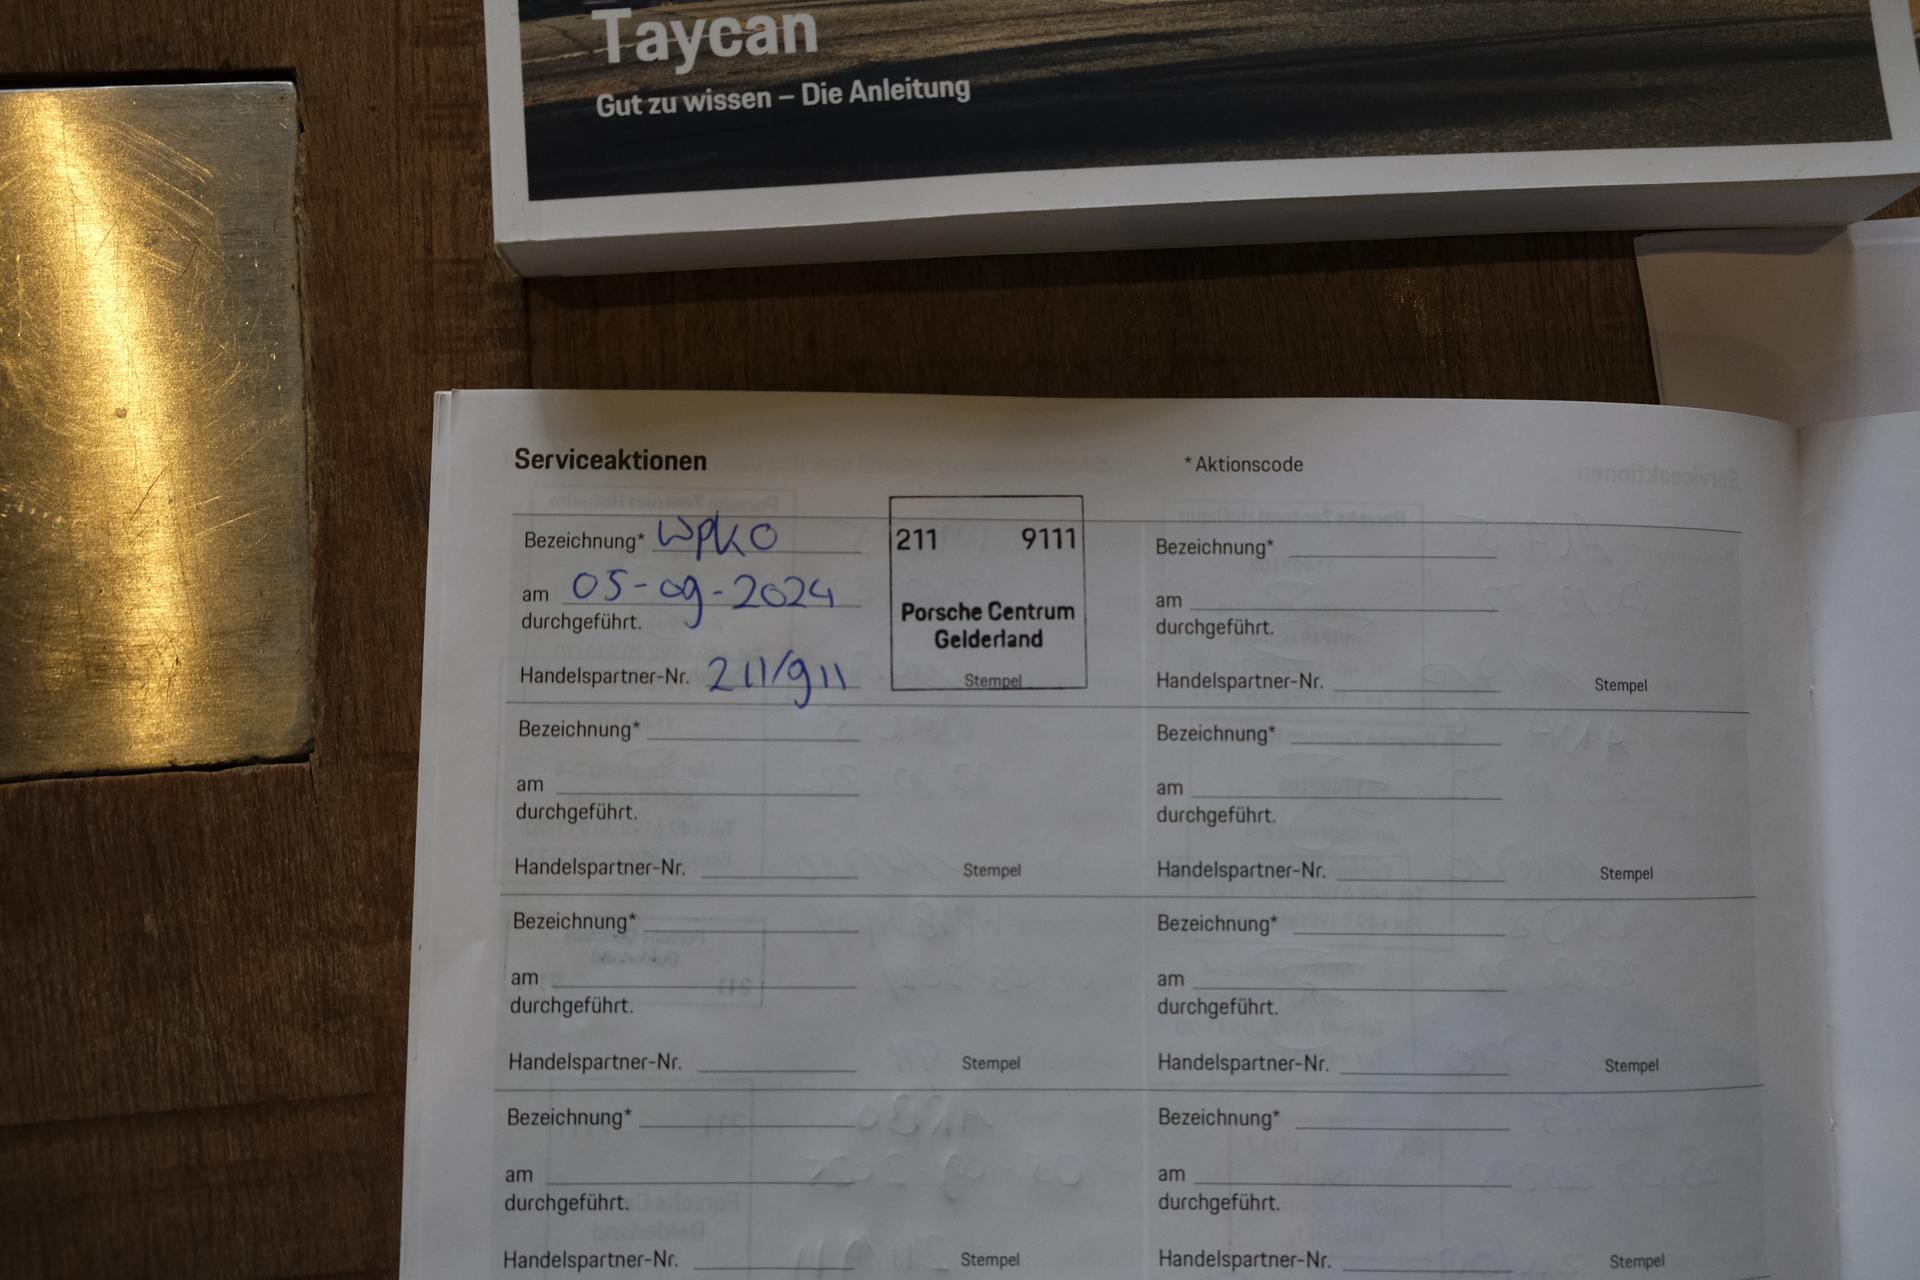 Taycan
Gut zu wissen – Die Anleitung
Serviceaktionen
*Aktionscode
Bezeichnung* WPKO
am 05-09-2024
durchgeführt.
Handelspartner-Nr. 211/911
211 9111
Porsche Centrum
Gelderland
Stempel
Bezeichnung*
am
durchgeführt.
Handelspartner-Nr.
Stempel
Bezeichnung*
am
durchgeführt.
Handelspartner-Nr.
Stempel
Bezeichnung*
am
durchgeführt.
Handelspartner-Nr.
Stempel
Bezeichnung*
am
durchgeführt.
Handelspartner-Nr.
Stempel
Bezeichnung*
am
durchgeführt.
Handelspartner-Nr.
Stempel
Bezeichnung*
am
durchgeführt.
Handelspartner-Nr.
Stempel
Bezeichnung*
am
durchgeführt.
Handelspartner-Nr.
Stempel